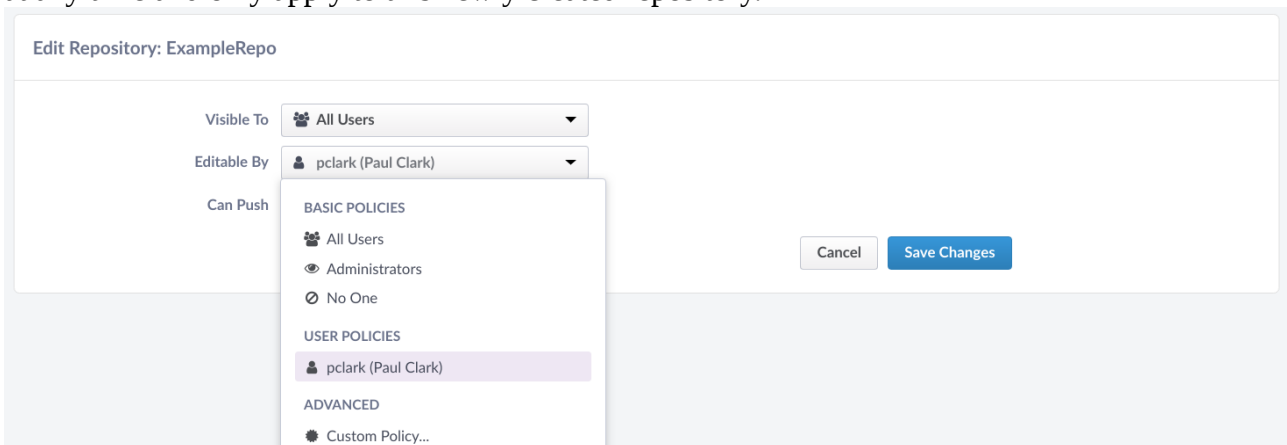 Edit Repository: ExampleRepo
Visible To All Users
Editable By pclark (Paul Clark)
Can Push
BASIC POLICIES
All Users
Administrators
No One
USER POLICIES
pclark (Paul Clark)
ADVANCED
Custom Policy...
Cancel Save Changes